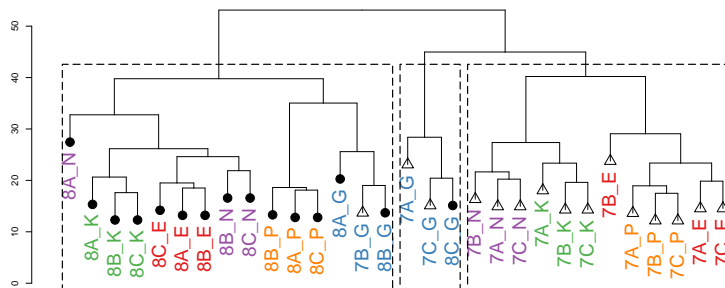 50
40
30
20
10
0
8A_N
8A_K
8B_K
8C_K
8C_E
8A_E
8B_E
8B_N
8C_N
8B_P
8A_P
8C_P
8A_G
7B_G
8B_G
7A_G
7C_G
8C_G
7B_N
7A_N
7C_N
7A_K
7B_K
7C_K
7B_E
7A_P
7B_P
7C_P
7A_E
7C_E